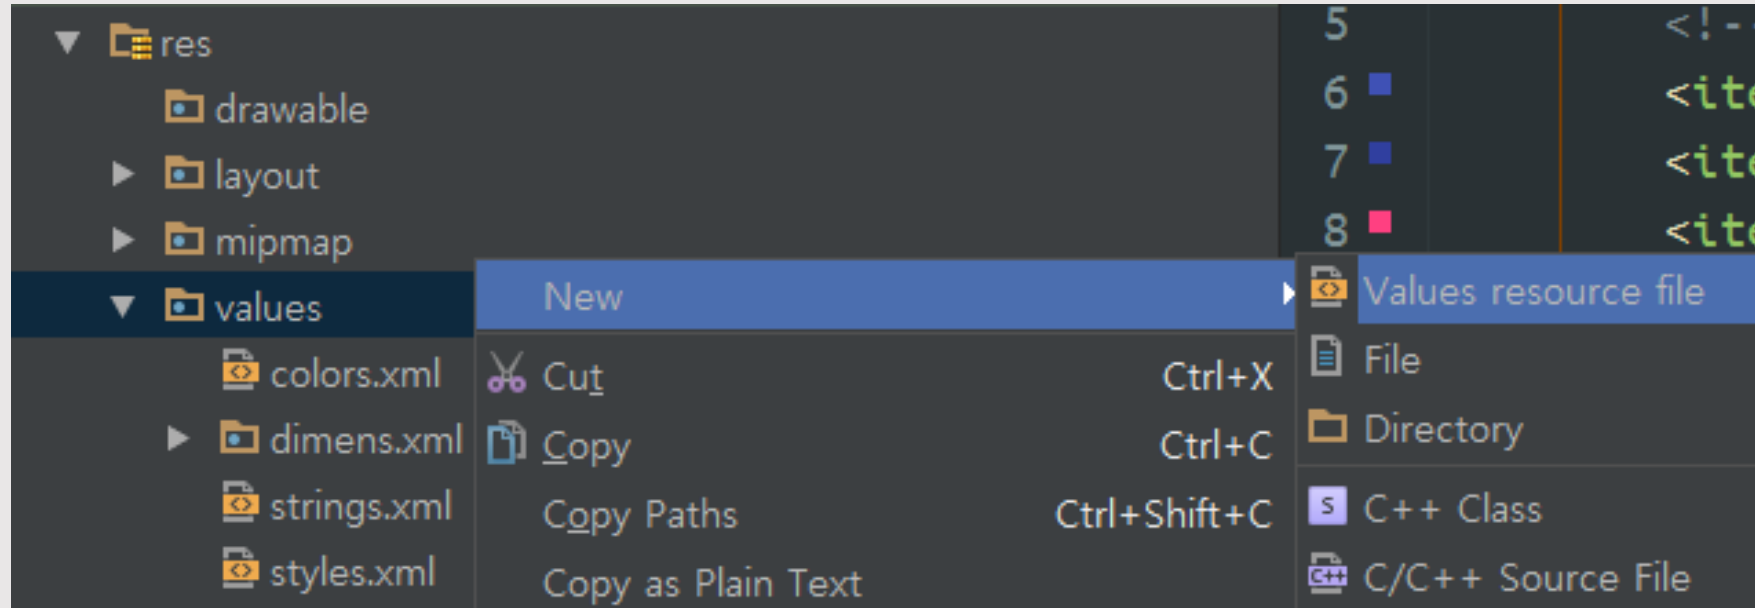 res
drawable
layout
mipmap
values
colors.xml
dimens.xml
strings.xml
styles.xml
New
Cut Ctrl+X
Copy Ctrl+C
Copy Paths Ctrl+Shift+C
Copy as Plain Text
5 <!-
6 <ite
7 <ite
8 <ite
Values resource file
File
Directory
S C++ Class
C++ C/C++ Source File